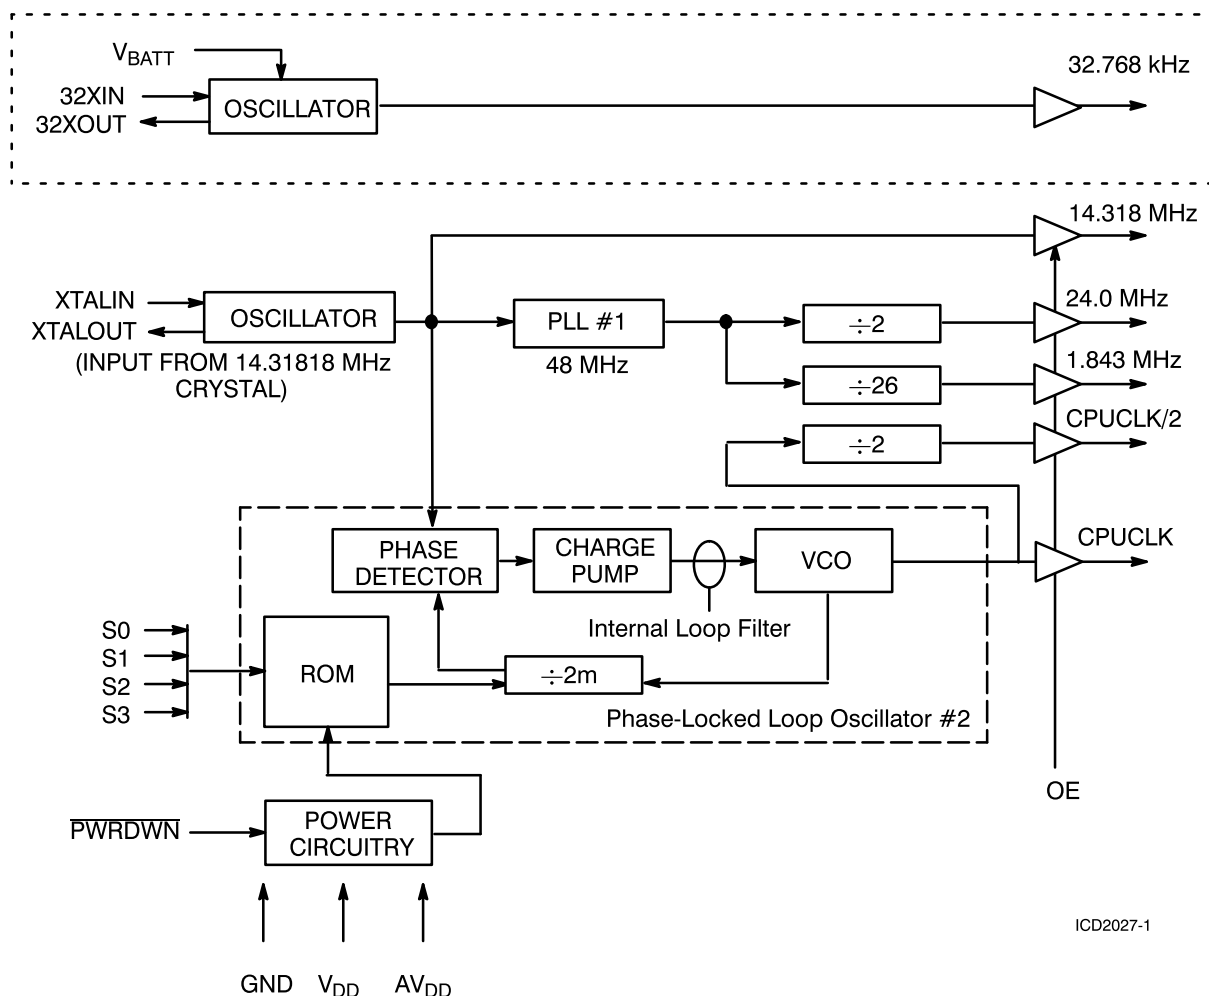 VBATT
32XIN
32XOUT
OSCILLATOR
32.768 kHz
14.318 MHz
XTALIN
XTALOUT
OSCILLATOR
(INPUT FROM 14.31818 MHz
CRYSTAL)
PLL #1
48 MHz
÷2
24.0 MHz
÷26
1.843 MHz
÷2
CPUCLK/2
PHASE
DETECTOR
CHARGE
PUMP
VCO
CPUCLK
Internal Loop Filter
S0
S1
S2
S3
ROM
÷2m
Phase-Locked Loop Oscillator #2
OE
PWRDWN
POWER
CIRCUITRY
GND
VDD
AVDD
ICD2027-1